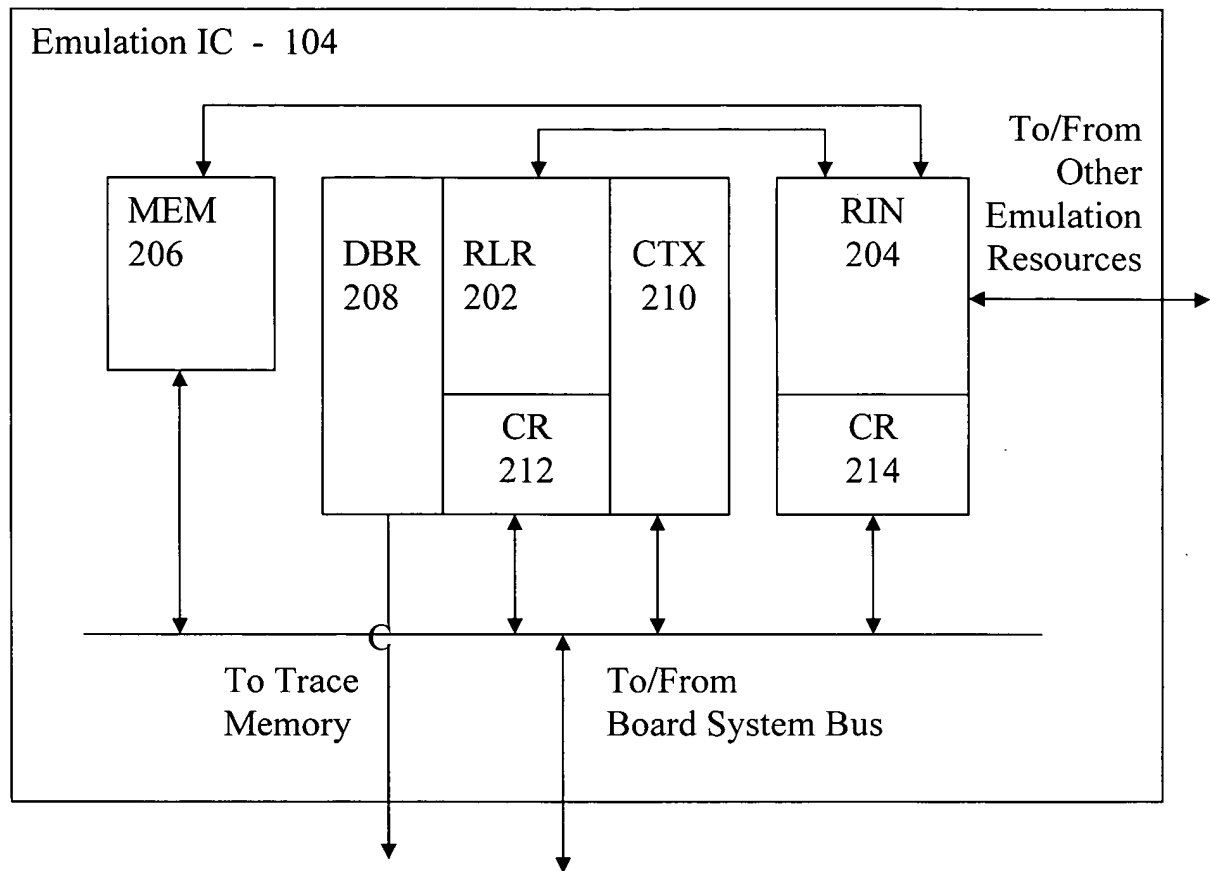 Emulation IC - 104
To/From
Other
Emulation
Resources
MEM
206
DBR
208
RLR
202
CTX
210
RIN
204
CR
212
CR
214
To Trace
Memory
To/From
Board System Bus